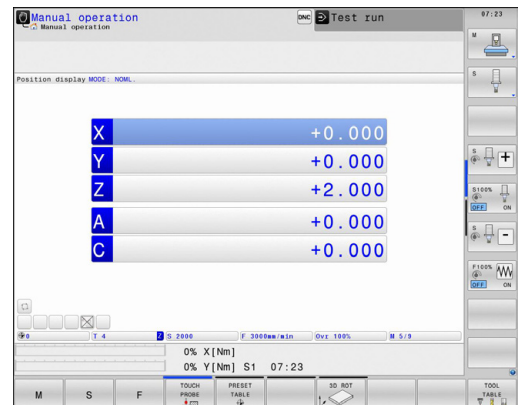 Manual operation
DNC
Test run
07:23
Manual operation
M
Position display MODE: NOML.
S
X +0.000
Y +0.000
Z +2.000
A +0.000
C +0.000
S
+
S100%
OFF ON
S
-
F100%
OFF ON
0 T 4 Z S 2000 F 3000mm/min Ovr 100% M 5/9
0% X[Nm]
0% Y[Nm] S1 07:23
M
S
F
TOUCH PROBE
PRESET TABLE
3D ROT
TOOL TABLE